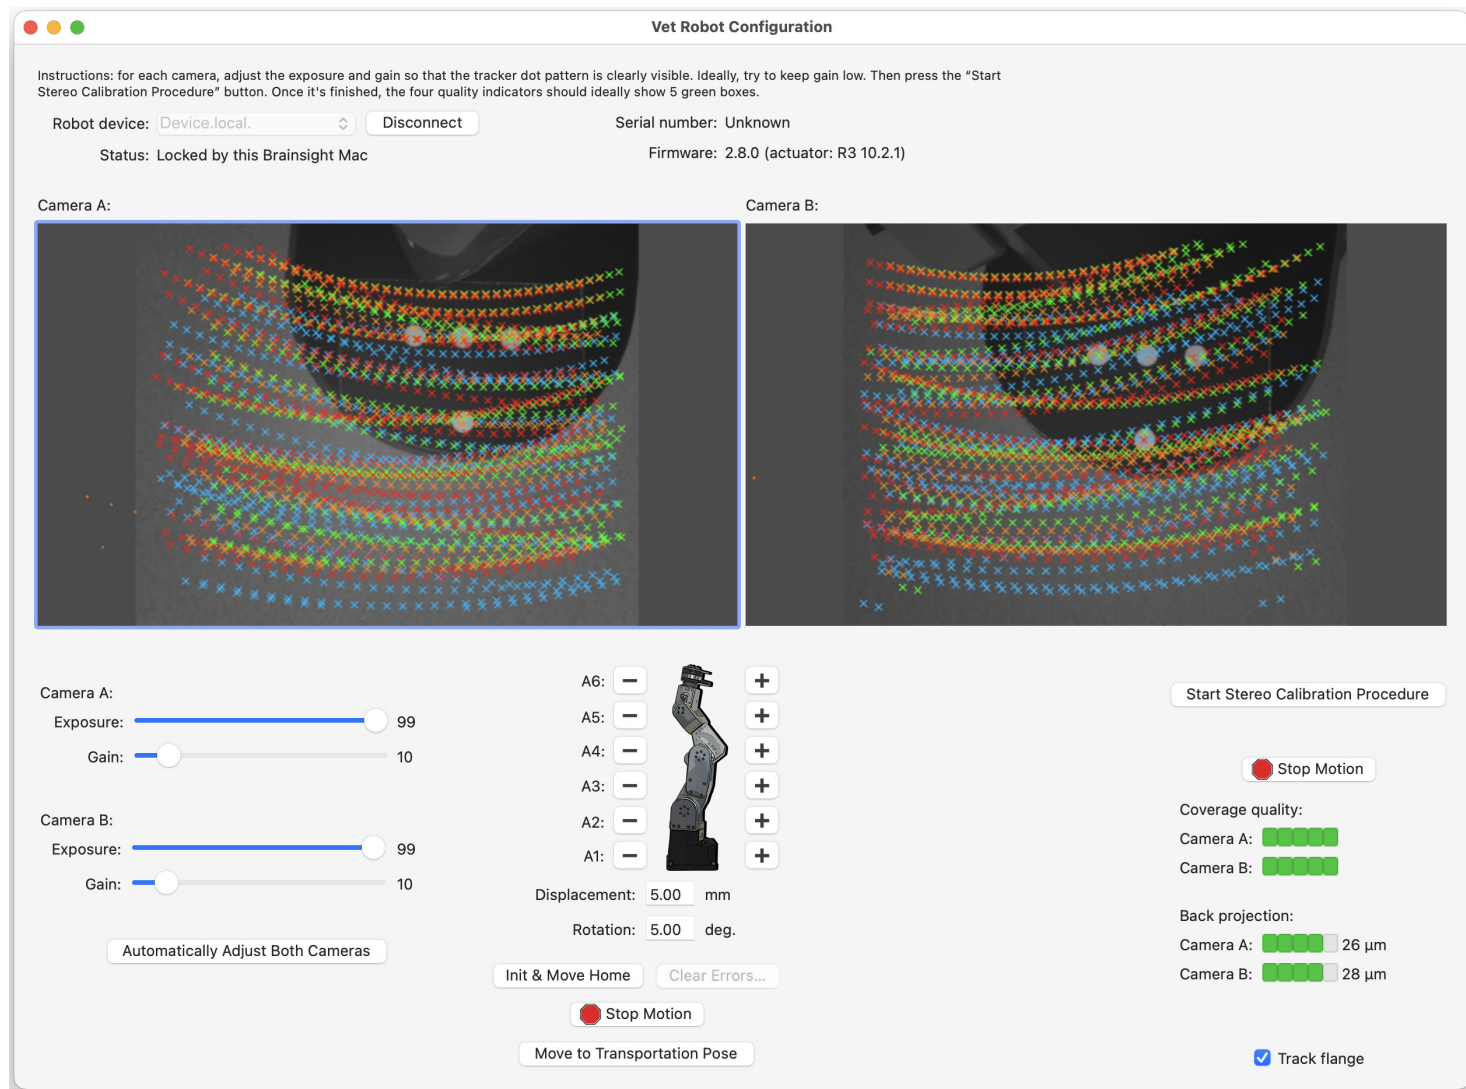 Vet Robot Configuration
Instructions: for each camera, adjust the exposure and gain so that the tracker dot pattern is clearly visible. Ideally, try to keep gain low. Then press the “Start
Stereo Calibration Procedure” button. Once it's finished, the four quality indicators should ideally show 5 green boxes.
Robot device: Device.local. Disconnect
Serial number: Unknown
Status: Locked by this Brainsight Mac
Firmware: 2.8.0 (actuator: R3 10.2.1)
Camera A:
Camera B:
Camera A:
Exposure: 99
Gain: 10
Camera B:
Exposure: 99
Gain: 10
Automatically Adjust Both Cameras
A6: − +
A5: − +
A4: − +
A3: − +
A2: − +
A1: − +
Displacement: 5.00 mm
Rotation: 5.00 deg.
Init & Move Home Clear Errors...
Stop Motion
Move to Transportation Pose
Start Stereo Calibration Procedure
Stop Motion
Coverage quality:
Camera A:
Camera B:
Back projection:
Camera A: 26 µm
Camera B: 28 µm
Track flange